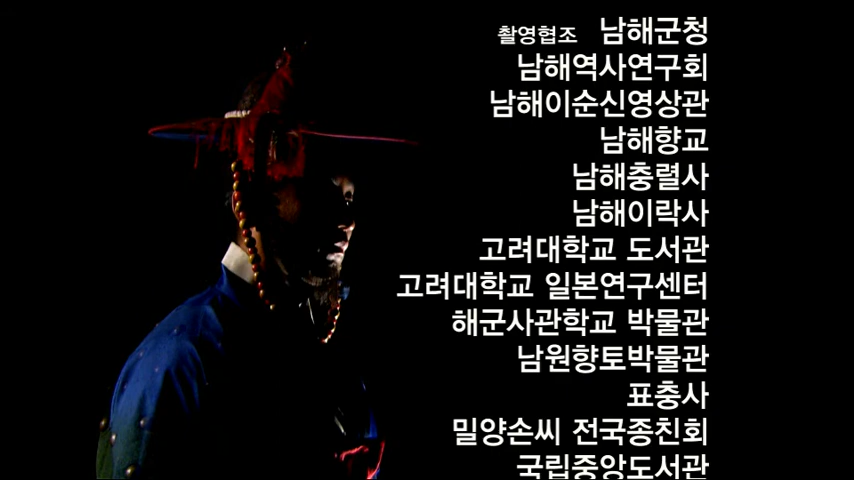 촬영협조 남해군청
남해역사연구회
남해이순신영상관
남해향교
남해충렬사
남해이락사
고려대학교 도서관
고려대학교 일본연구센터
해군사관학교 박물관
남원향토박물관
표충사
밀양손씨 전국종친회
국립중앙도서관